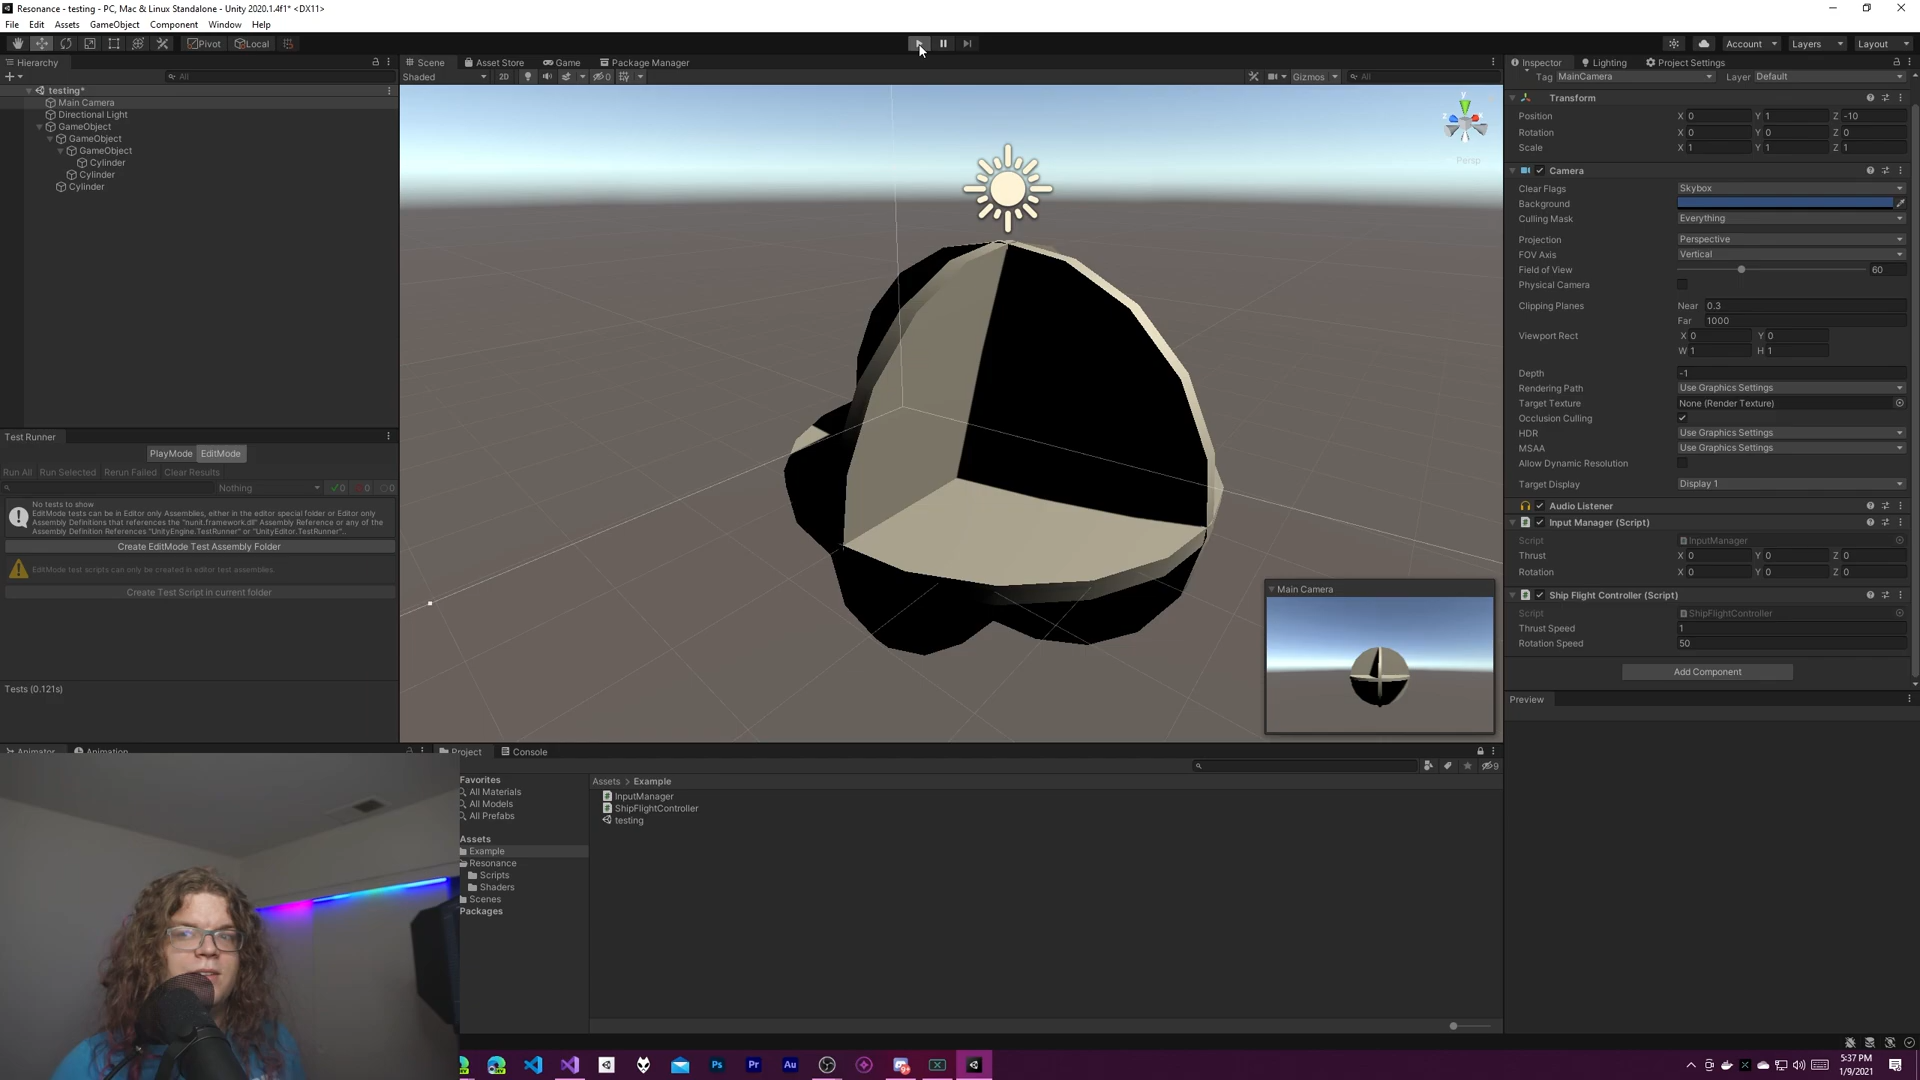 Resonance - testing - PC, Mac & Linux Standalone - Unity 2020.1.4f1* <DX11>
File Edit Assets GameObject Component Window Help
Pivot Local Account Layers Layout
Hierarchy
All
testing*
Main Camera
Directional Light
GameObject
GameObject
GameObject
Cylinder
Cylinder
Cylinder
Test Runner
PlayMode EditMode
Run All Run Selected Rerun Failed Clear Results
Nothing 0 0 0
No tests to show
EditMode tests can be in Editor only Assemblies, either in the editor special folder or Editor only
Assembly Definitions that references the "nunit.framework.dll" Assembly Reference or any of the
Assembly Definition References "UnityEngine.TestRunner" or "UnityEditor.TestRunner"..
Create EditMode Test Assembly Folder
EditMode test scripts can only be created in editor test assemblies.
Create Test Script in current folder
Tests (0.121s)
Animator Animation
Scene Asset Store Game Package Manager
Shaded 2D 0 Gizmos All
y
x
z
Persp
Main Camera
Project Console
9
Favorites
All Materials
All Models
All Prefabs
Assets
Example
Resonance
Scripts
Shaders
Scenes
Packages
Assets > Example
InputManager
ShipFlightController
testing
Inspector Lighting Project Settings
Tag MainCamera Layer Default
Transform
Position X 0 Y 1 Z -10
Rotation X 0 Y 0 Z 0
Scale X 1 Y 1 Z 1
Camera
Clear Flags Skybox
Background
Culling Mask Everything
Projection Perspective
FOV Axis Vertical
Field of View 60
Physical Camera
Clipping Planes Near 0.3
Far 1000
Viewport Rect X 0 Y 0
W 1 H 1
Depth -1
Rendering Path Use Graphics Settings
Target Texture None (Render Texture)
Occlusion Culling
HDR Use Graphics Settings
MSAA Use Graphics Settings
Allow Dynamic Resolution
Target Display Display 1
Audio Listener
Input Manager (Script)
Script InputManager
Thrust X 0 Y 0 Z 0
Rotation X 0 Y 0 Z 0
Ship Flight Controller (Script)
Script ShipFlightController
Thrust Speed 1
Rotation Speed 50
Add Component
Preview
Ps Pr Au
5:37 PM
1/9/2021